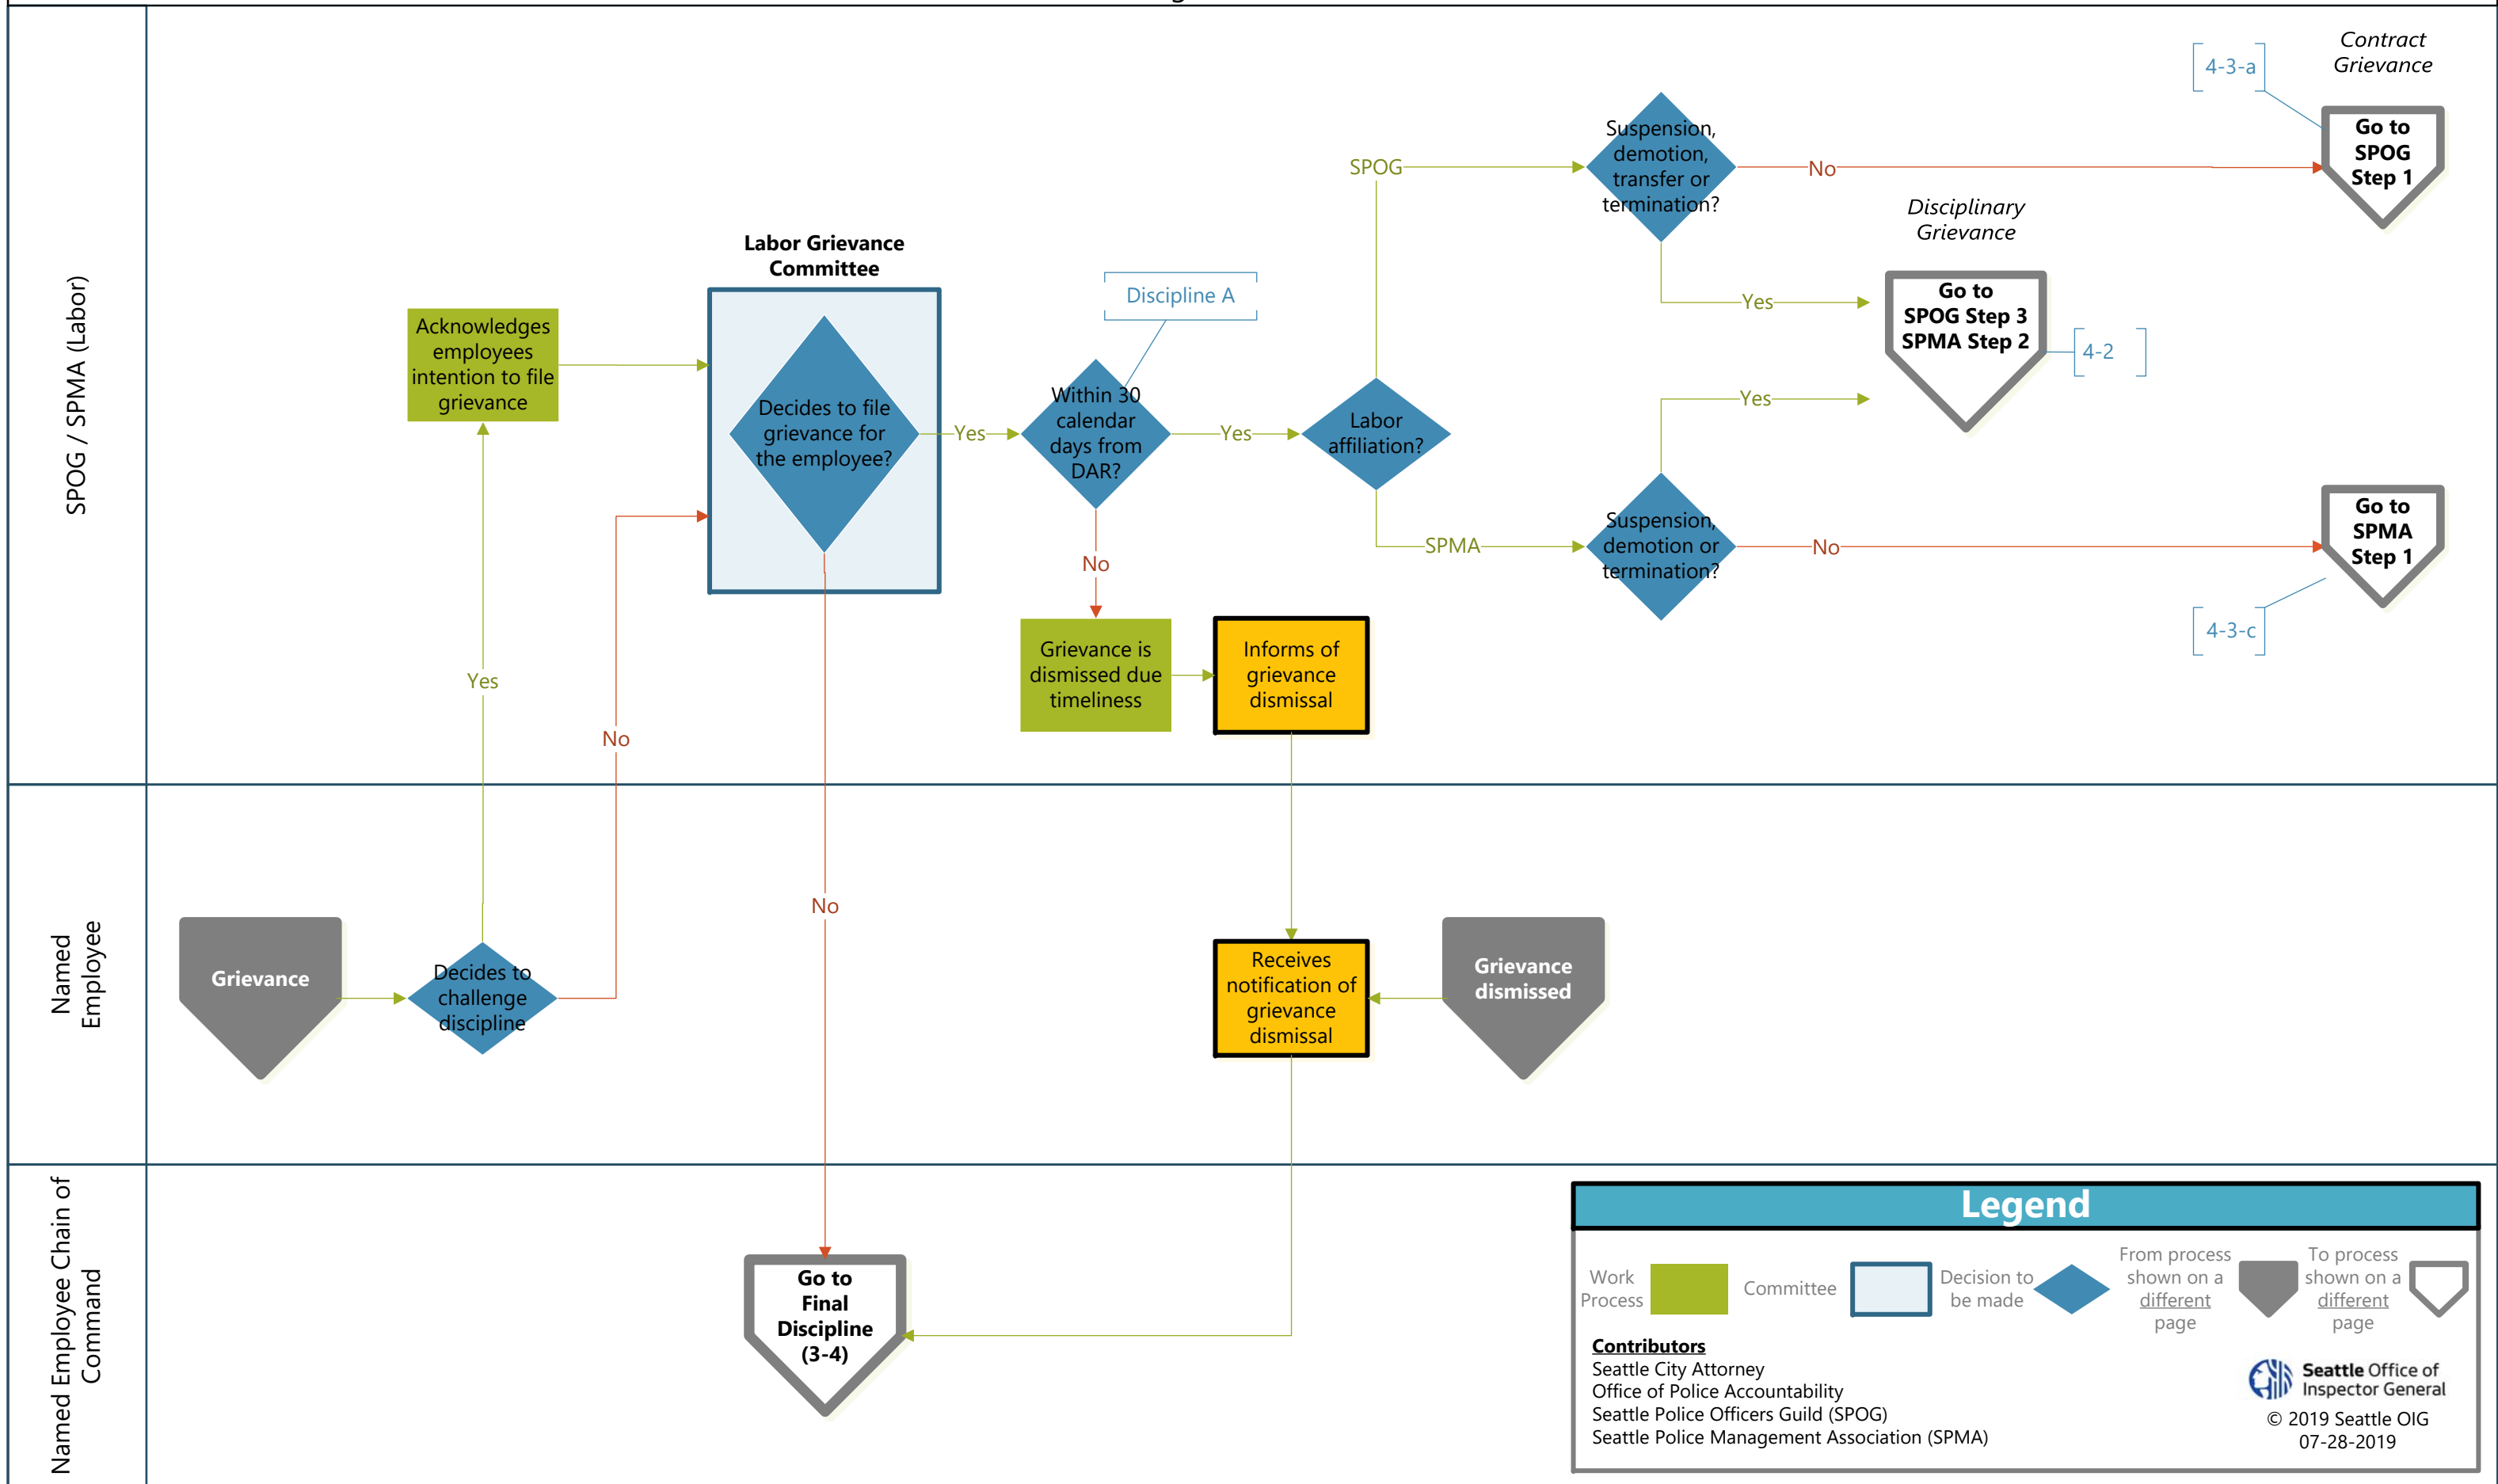 SPOG / SPMA (Labor)
Contract
Grievance
4-3-a
Go to
SPOG
Step 1
Suspension,
demotion,
transfer or
termination?
SPOG
No
Disciplinary
Grievance
Labor Grievance
Committee
Discipline A
Go to
SPOG Step 3
SPMA Step 2
Yes
4-2
Acknowledges
employees
intention to file
grievance
Decides to file
grievance for
the employee?
Yes
Within 30
calendar
days from
DAR?
Yes
Labor
affiliation?
Yes
Go to
SPMA
Step 1
Suspension,
demotion or
termination?
SPMA
No
No
4-3-c
Grievance is
dismissed due
timeliness
Informs of
grievance
dismissal
Yes
No
Named
Employee
No
Grievance
Decides to
challenge
discipline
Receives
notification of
grievance
dismissal
Grievance
dismissed
Named Employee Chain of
Command
Go to
Final
Discipline
(3-4)
Legend
Work
Process
Committee
Decision to
be made
From process
shown on a
different
page
To process
shown on a
different
page
Contributors
Seattle City Attorney
Office of Police Accountability
Seattle Police Officers Guild (SPOG)
Seattle Police Management Association (SPMA)
Seattle Office of
Inspector General
© 2019 Seattle OIG
07-28-2019